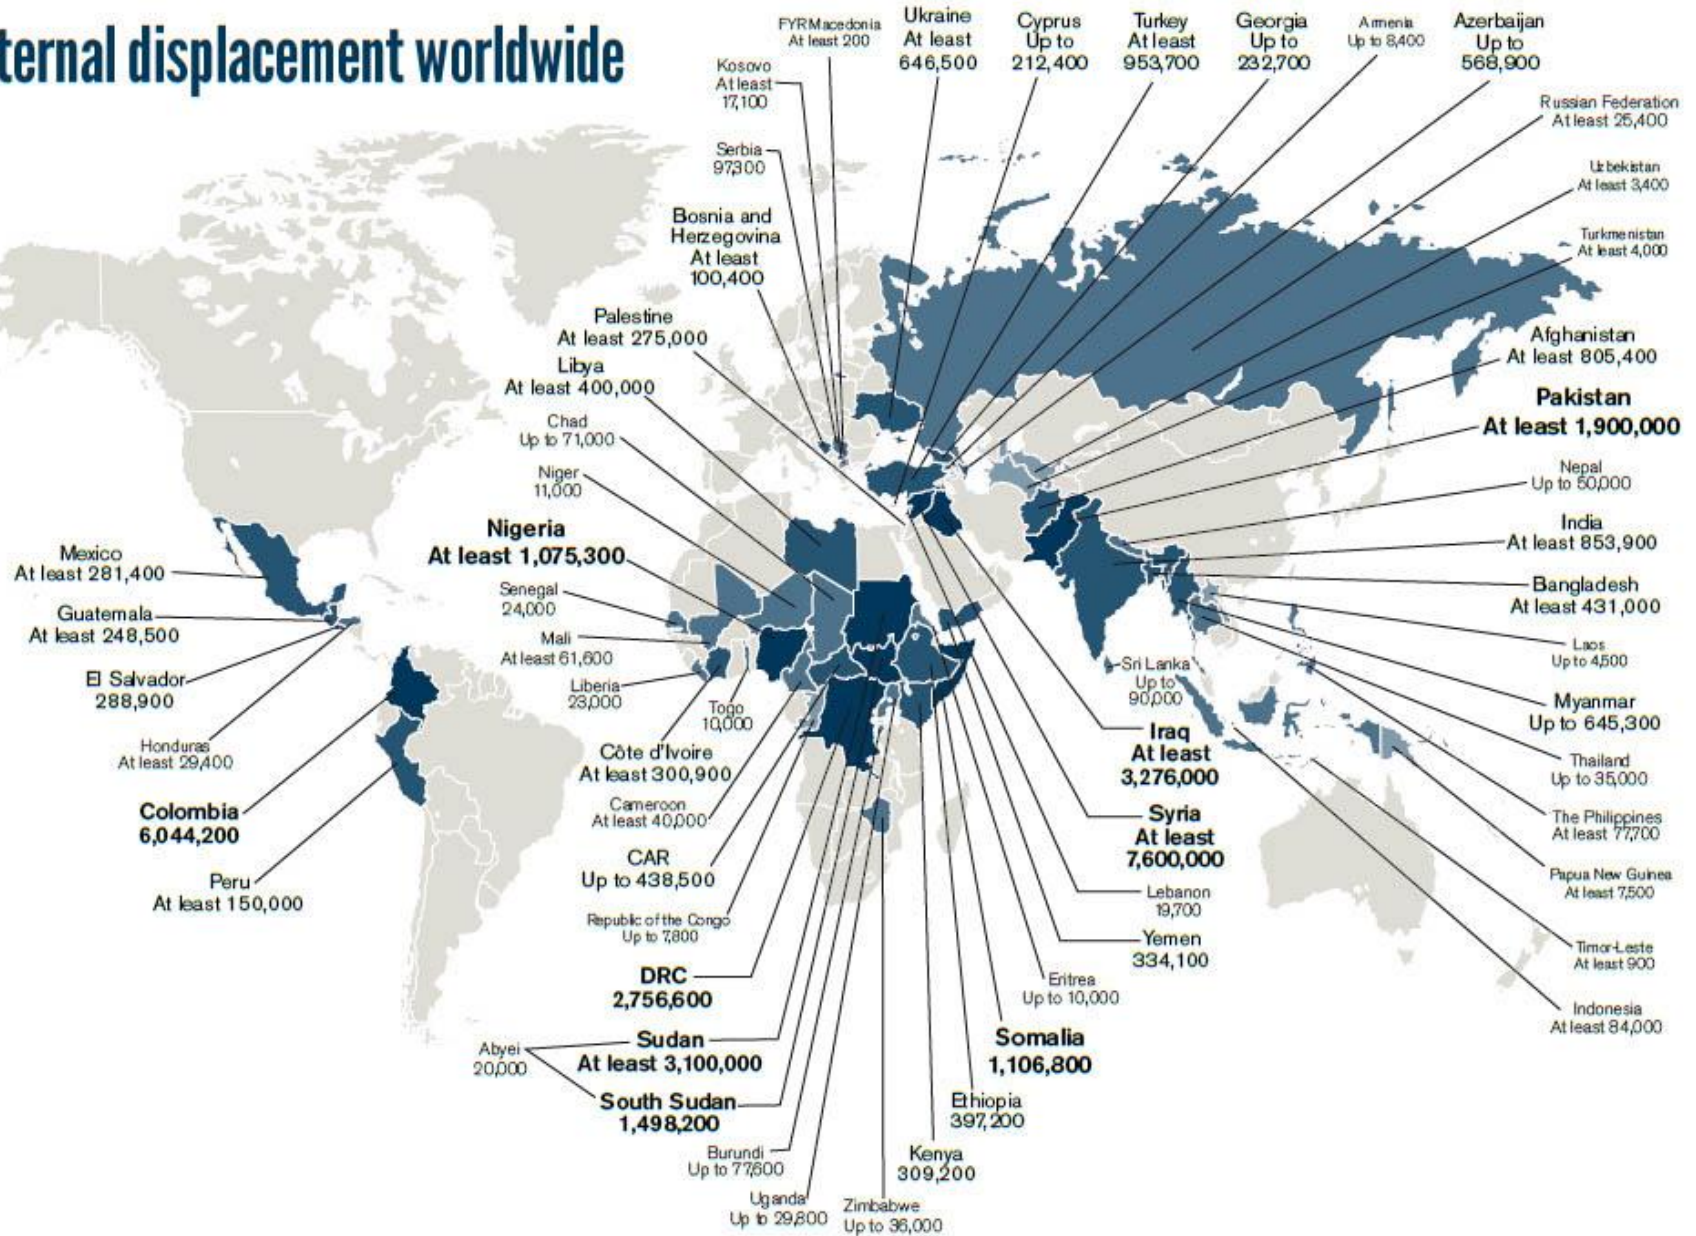 ternal displacement worldwide
FYR Macedonia
At least 200
Ukraine
At least
646,500
Cyprus
Up to
212,400
Turkey
At least
953,700
Georgia
Up to
232,700
Armenia
Up to 8,400
Azerbaijan
Up to
568,900
Kosovo
At least
17,100
Russian Federation
At least 25,400
Serbia
97,300
Uzbekistan
At least 3,400
Bosnia and
Herzegovina
At least
100,400
Turkmenistan
At least 4,000
Palestine
At least 275,000
Afghanistan
At least 805,400
Libya
At least 400,000
Pakistan
At least 1,900,000
Chad
Up to 71,000
Nepal
Up to 50,000
Niger
11,000
India
At least 853,900
Nigeria
At least 1,075,300
Mexico
At least 281,400
Bangladesh
At least 431,000
Senegal
24,000
Guatemala
At least 248,500
Laos
Up to 4,500
Mali
At least 61,600
Sri Lanka
Up to
90,000
El Salvador
288,900
Liberia
23,000
Togo
10,000
Myanmar
Up to 645,300
Honduras
At least 29,400
Côte d'Ivoire
At least 300,900
Iraq
At least
3,276,000
Thailand
Up to 35,000
Colombia
6,044,200
Cameroon
At least 40,000
Syria
At least
7,600,000
The Philippines
At least 77,700
Peru
At least 150,000
CAR
Up to 438,500
Lebanon
19,700
Papua New Guinea
At least 7,500
Republic of the Congo
Up to 7,800
Yemen
334,100
Timor-Leste
At least 900
DRC
2,756,600
Eritrea
Up to 10,000
Indonesia
At least 84,000
Abyei
20,000
Sudan
At least 3,100,000
Somalia
1,106,800
South Sudan
1,498,200
Ethiopia
397,200
Burundi
Up to 77,600
Kenya
309,200
Uganda
Up to 29,800
Zimbabwe
Up to 36,000